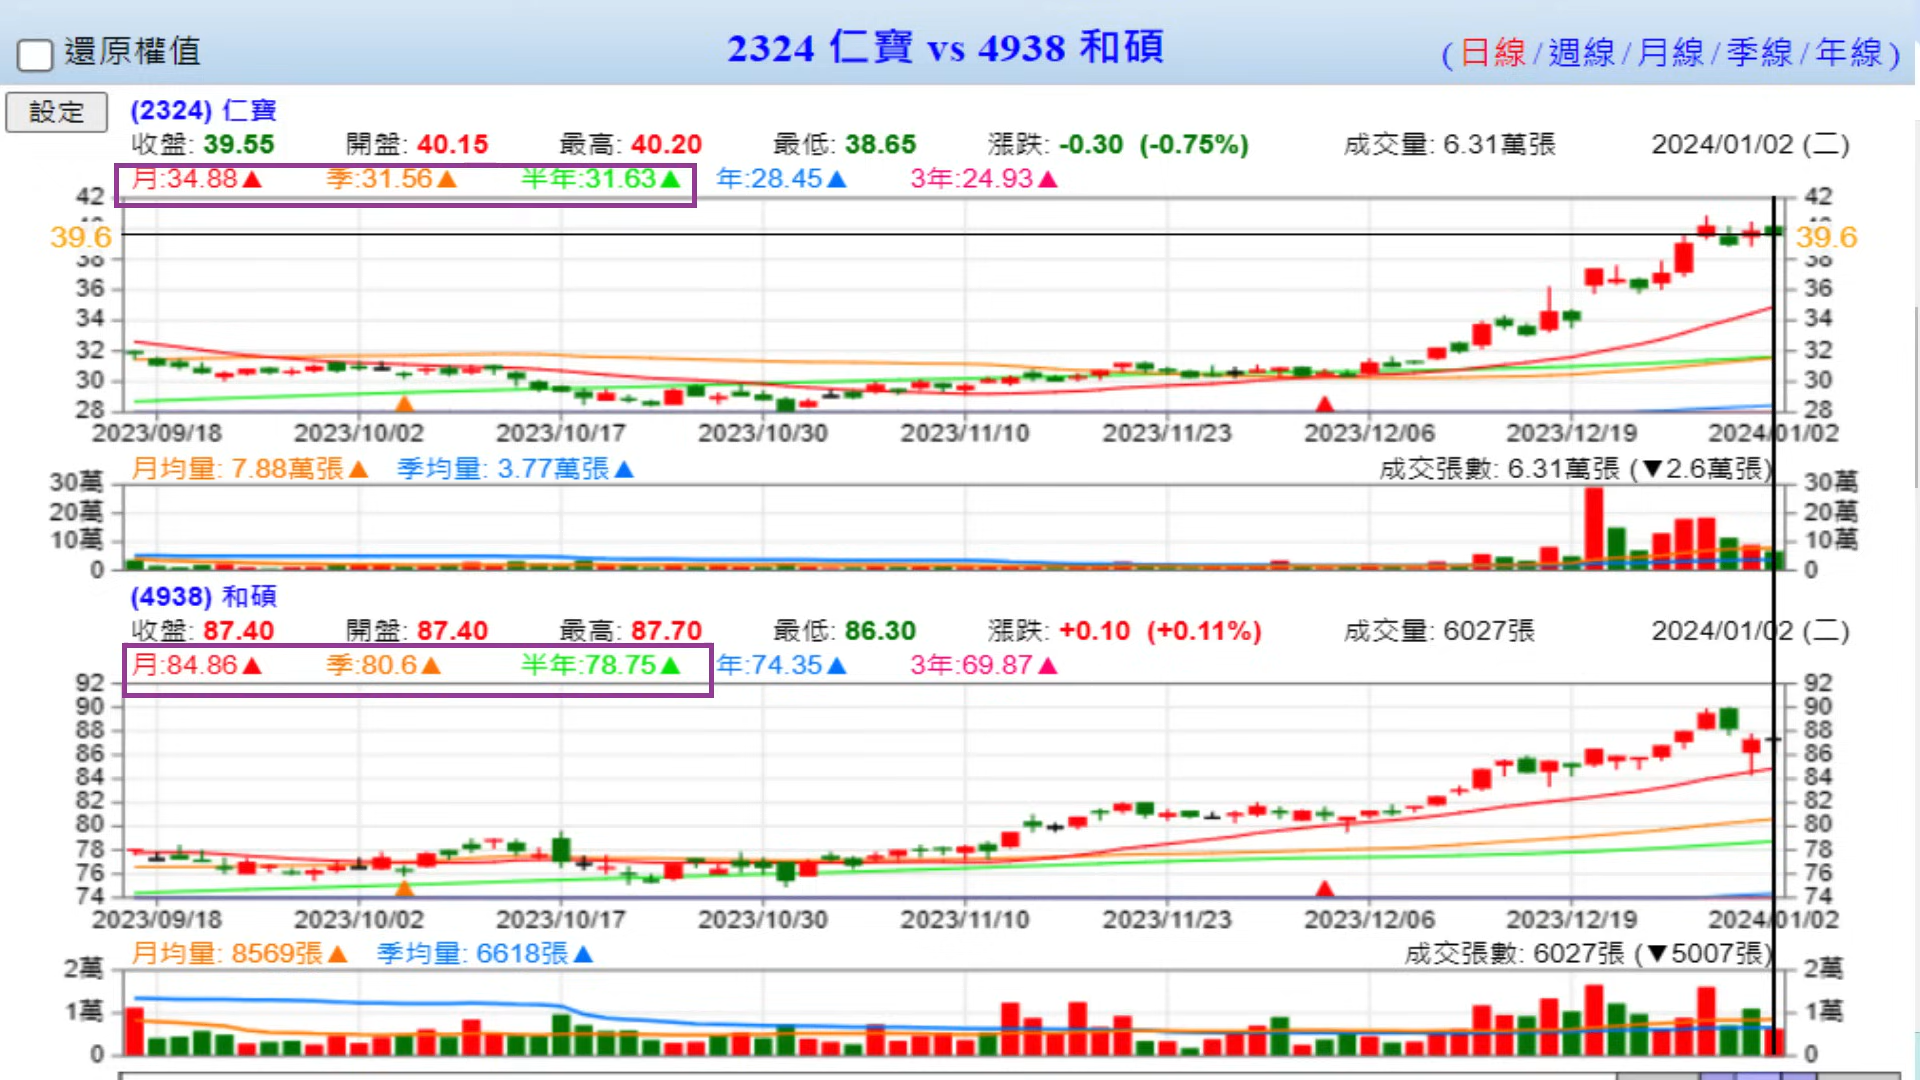 還原權值
2324 仁寶 vs 4938 和碩
(日線/週線/月線/季線/年線)
設定
(2324) 仁寶
收盤: 39.55 開盤: 40.15 最高: 40.20 最低: 38.65 漲跌: -0.30 (-0.75%) 成交量: 6.31萬張 2024/01/02 (二)
月:34.88▲ 季:31.56▲ 半年:31.63▲ 年:28.45▲ 3年:24.93▲
42 42
39.6 39.6
38 38
36 36
34 34
32 32
30 30
28 28
2023/09/18 2023/10/02 2023/10/17 2023/10/30 2023/11/10 2023/11/23 2023/12/06 2023/12/19 2024/01/02
月均量: 7.88萬張▲ 季均量: 3.77萬張▲ 成交張數: 6.31萬張 (▼2.6萬張)
30萬 30萬
20萬 20萬
10萬 10萬
0 0
(4938) 和碩
收盤: 87.40 開盤: 87.40 最高: 87.70 最低: 86.30 漲跌: +0.10 (+0.11%) 成交量: 6027張 2024/01/02 (二)
月:84.86▲ 季:80.6▲ 半年:78.75▲ 年:74.35▲ 3年:69.87▲
92 92
90 90
88 88
86 86
84 84
82 82
80 80
78 78
76 76
74 74
2023/09/18 2023/10/02 2023/10/17 2023/10/30 2023/11/10 2023/11/23 2023/12/06 2023/12/19 2024/01/02
月均量: 8569張▲ 季均量: 6618張▲ 成交張數: 6027張 (▼5007張)
2萬 2萬
1萬 1萬
0 0